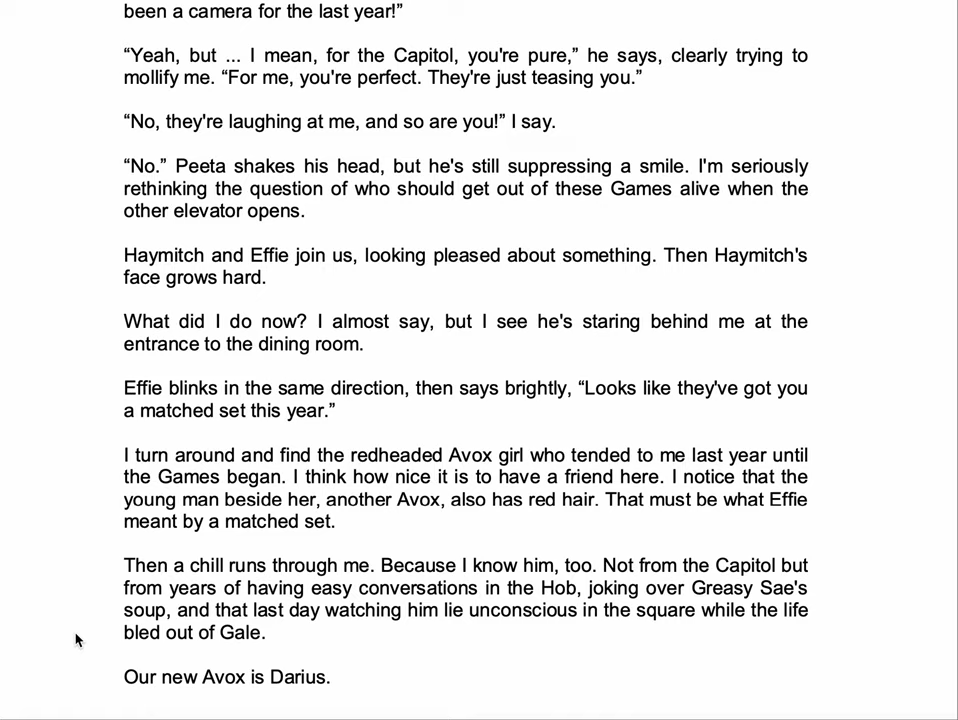 been a camera for the last year!”
“Yeah, but ... I mean, for the Capitol, you're pure,” he says, clearly trying to
mollify me. “For me, you're perfect. They're just teasing you.”
“No, they're laughing at me, and so are you!” I say.
“No.” Peeta shakes his head, but he's still suppressing a smile. I'm seriously
rethinking the question of who should get out of these Games alive when the
other elevator opens.
Haymitch and Effie join us, looking pleased about something. Then Haymitch's
face grows hard.
What did I do now? I almost say, but I see he's staring behind me at the
entrance to the dining room.
Effie blinks in the same direction, then says brightly, “Looks like they've got you
a matched set this year.”
I turn around and find the redheaded Avox girl who tended to me last year until
the Games began. I think how nice it is to have a friend here. I notice that the
young man beside her, another Avox, also has red hair. That must be what Effie
meant by a matched set.
Then a chill runs through me. Because I know him, too. Not from the Capitol but
from years of having easy conversations in the Hob, joking over Greasy Sae's
soup, and that last day watching him lie unconscious in the square while the life
bled out of Gale.
Our new Avox is Darius.